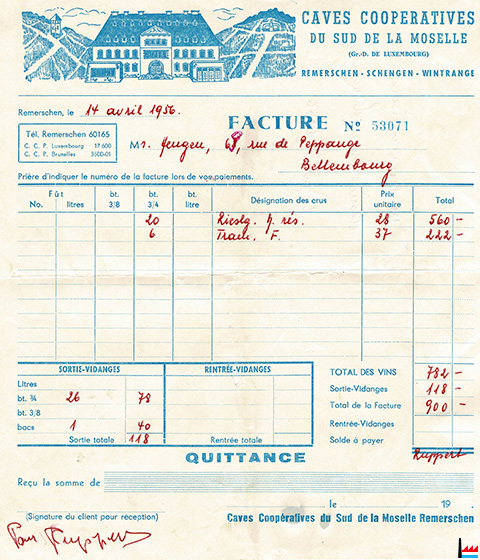 CAVES COOPERATIVES
DU SUD DE LA MOSELLE
(Gr.-D. DE LUXEMBOURG)
REMERSCHEN - SCHENGEN - WINTRANGE
Remerschen, le 14 avril 1956.
FACTURE No 53071
Tél. Remerschen 60165
C. C. P. Luxembourg 17 600
C. C. P. Bruxelles 3500-01
Mr. 68, rue de Peppange
Bettembourg
Prière d'indiquer le numéro de la facture lors de vos paiements.
Fût bt. bt. bt. Désignation des crus Prix Total
No. litres 3/8 3/4 litre unitaire
20 Rieslg. p. rés. 28 560 -
6 Tram. F. 37 222 -
SORTIE-VIDANGES RENTRÉE-VIDANGES
Litres
bt. ¾ 26 78
bt. 3/8
bacs 1 40
Sortie totale 118 Rentrée totale
TOTAL DES VINS 782 -
Sortie-Vidanges 118 -
Total de la Facture 900 -
Rentrée-Vidanges
Solde à payer
Ruppert
QUITTANCE
Reçu la somme de
le 19 .
(Signature du client pour réception)
Caves Coopératives du Sud de la Moselle Remerschen